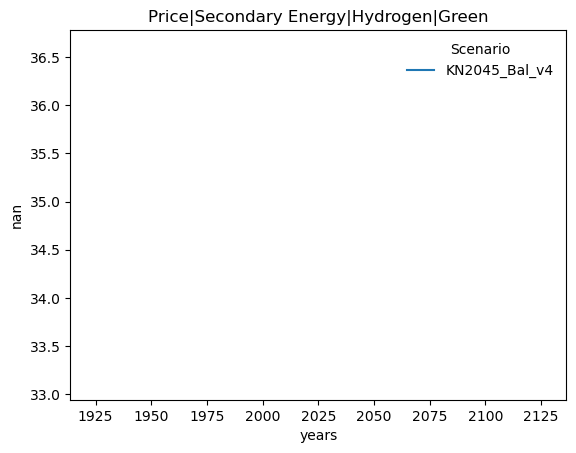 Price|Secondary Energy|Hydrogen|Green
Scenario
KN2045_Bal_v4
36.5
36.0
35.5
35.0
34.5
34.0
33.5
33.0
nan
1925 1950 1975 2000 2025 2050 2075 2100 2125
years